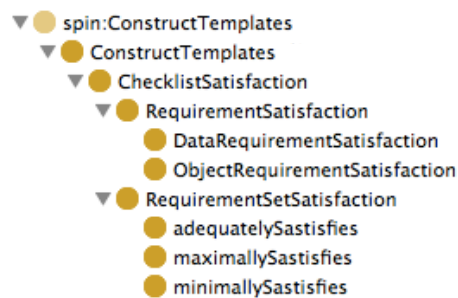 spin:ConstructTemplates
ConstructTemplates
ChecklistSatisfaction
RequirementSatisfaction
DataRequirementSatisfaction
ObjectRequirementSatisfaction
RequirementSetSatisfaction
adequatelySastisfies
maximallySastisfies
minimallySastisfies